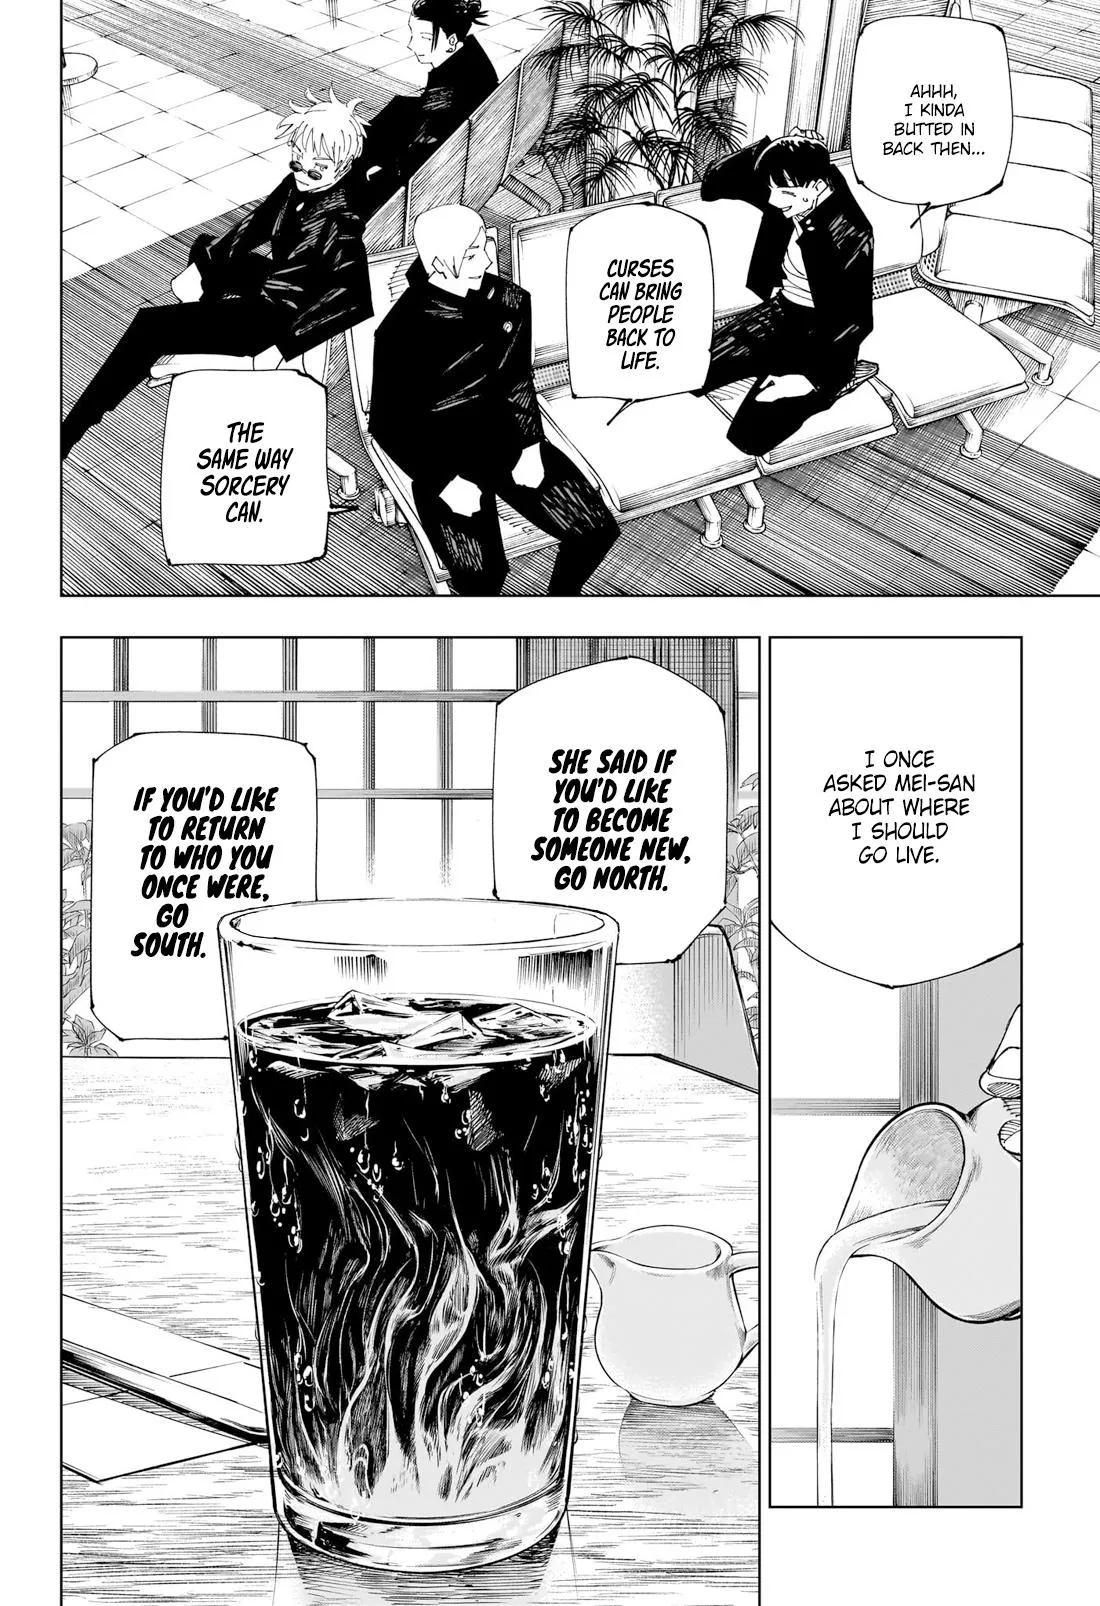 AHHH,
I KINDA
BUTTED IN
BACK THEN...
CURSES
CAN BRING
PEOPLE
BACK TO
LIFE.
THE
SAME WAY
SORCERY
CAN.
I ONCE
ASKED MEI-SAN
ABOUT WHERE
I SHOULD
GO LIVE.
SHE SAID IF
YOU'D LIKE
TO BECOME
SOMEONE NEW,
GO NORTH.
IF YOU'D LIKE
TO RETURN
TO WHO YOU
ONCE WERE,
GO
SOUTH.